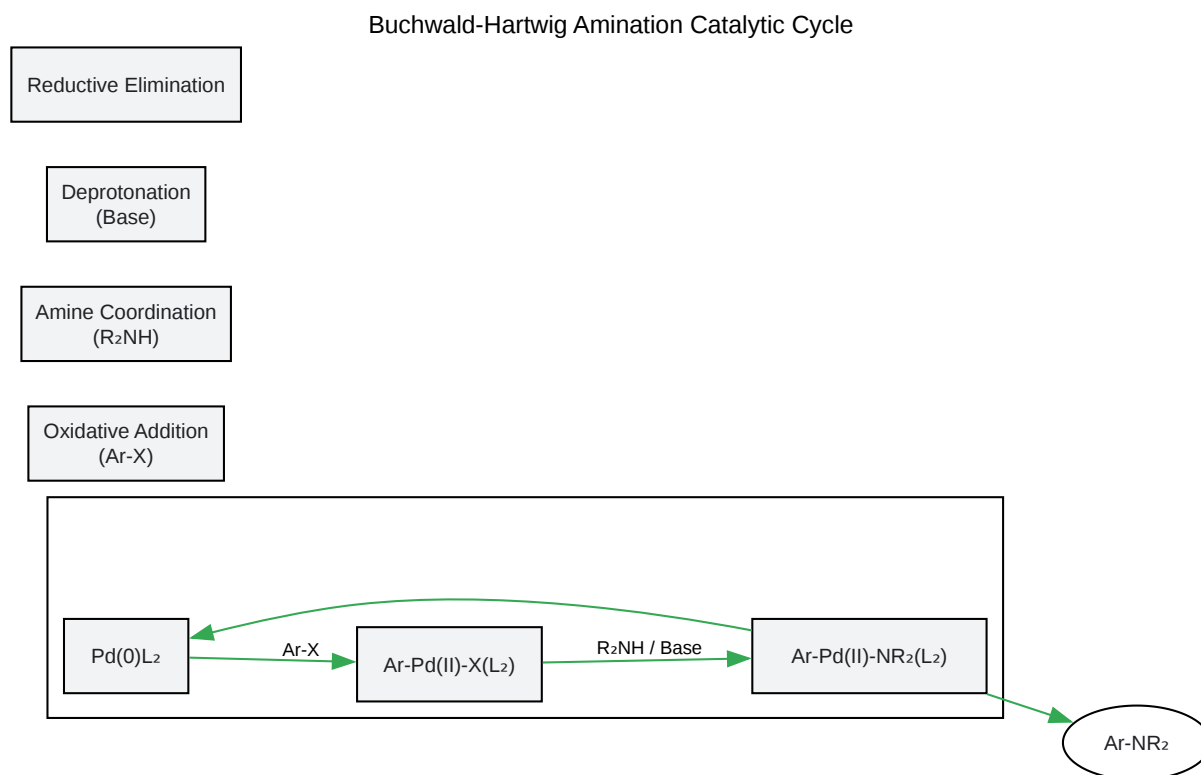 Buchwald-Hartwig Amination Catalytic Cycle
Reductive Elimination
Deprotonation
(Base)
Amine Coordination
(R₂NH)
Oxidative Addition
(Ar-X)
Pd(0)L₂
Ar-X
Ar-Pd(II)-X(L₂)
R₂NH / Base
Ar-Pd(II)-NR₂(L₂)
Ar-NR₂